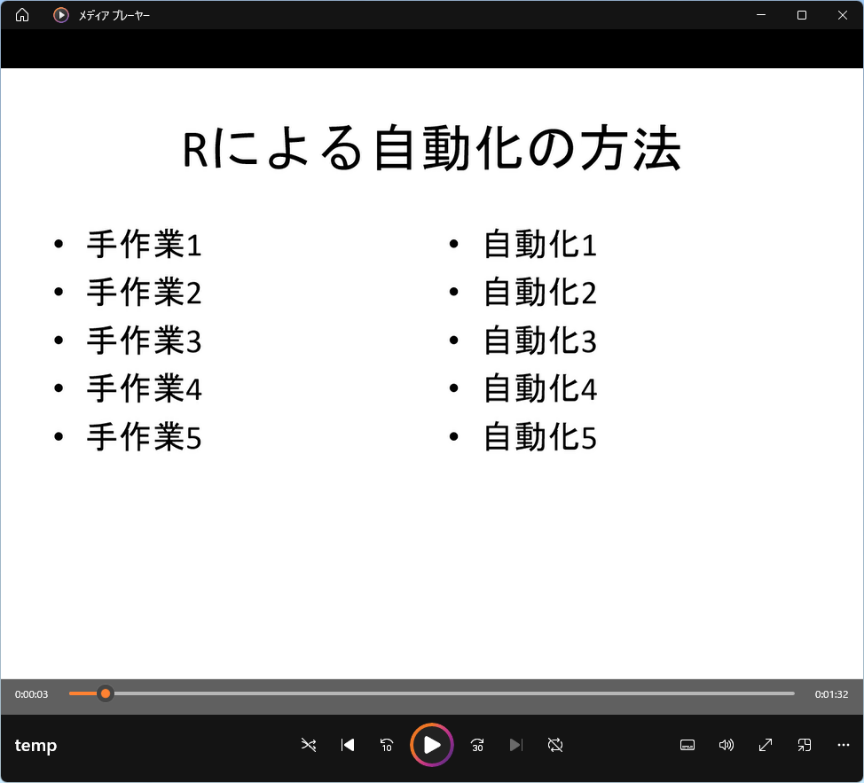 メディア プレーヤー
Rによる自動化の方法
• 手作業1
• 手作業2
• 手作業3
• 手作業4
• 手作業5
• 自動化1
• 自動化2
• 自動化3
• 自動化4
• 自動化5
0:00:03
0:01:32
temp
10
30